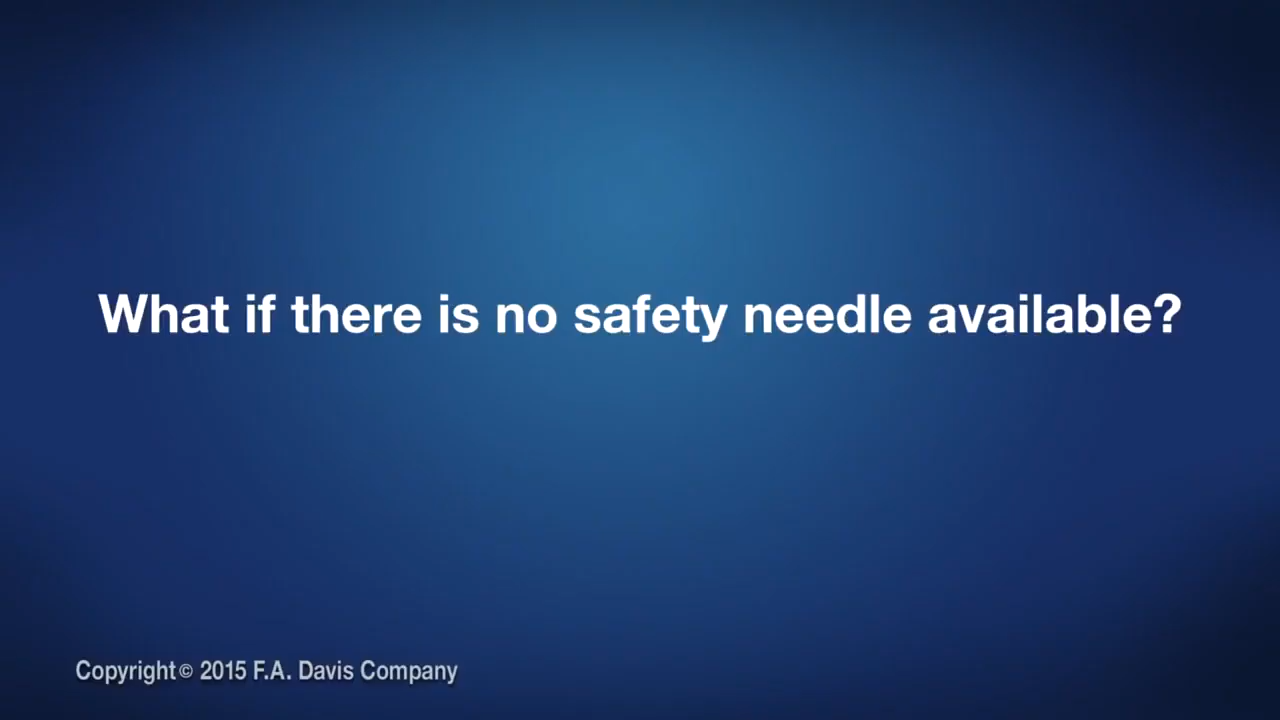 What if there is no safety needle available?
Copyright© 2015 F.A. Davis Company